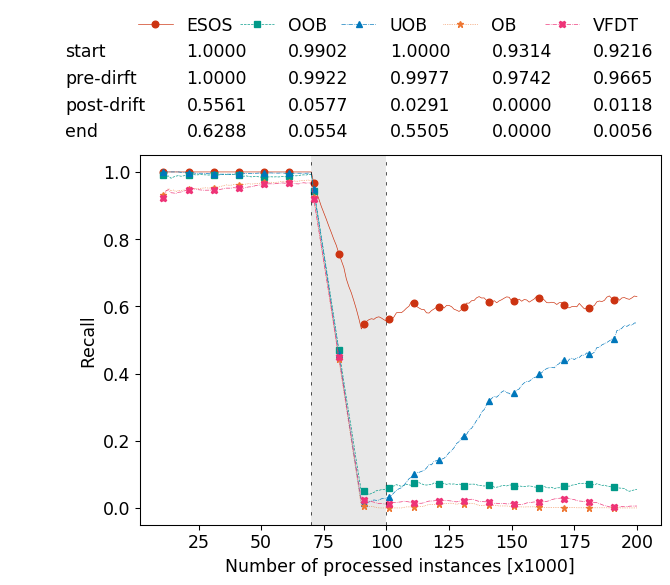 ESOS OOB UOB OB VFDT
start 1.0000 0.9902 1.0000 0.9314 0.9216
pre-dirft 1.0000 0.9922 0.9977 0.9742 0.9665
post-drift 0.5561 0.0577 0.0291 0.0000 0.0118
end 0.6288 0.0554 0.5505 0.0000 0.0056
1.0
0.8
0.6
0.4
0.2
0.0
Recall
25 50 75 100 125 150 175 200
Number of processed instances [x1000]